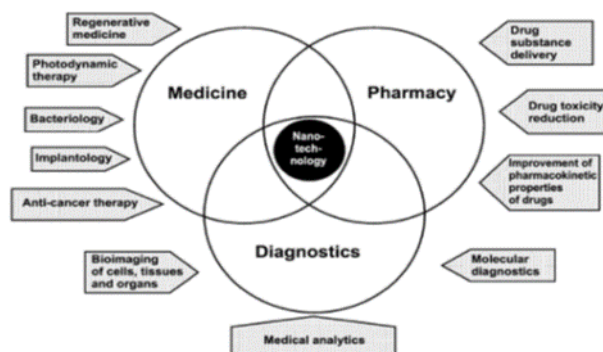 Regenerative
medicine
Photodynamic
therapy
Bacteriology
Implantology
Anti-cancer therapy
Bioimaging
of cells, tissues
and organs
Medicine
Pharmacy
Nano-
tech-
nology
Diagnostics
Drug
substance
delivery
Drug toxicity
reduction
Improvement of
pharmacokinetic
properties
of drugs
Molecular
diagnostics
Medical analytics